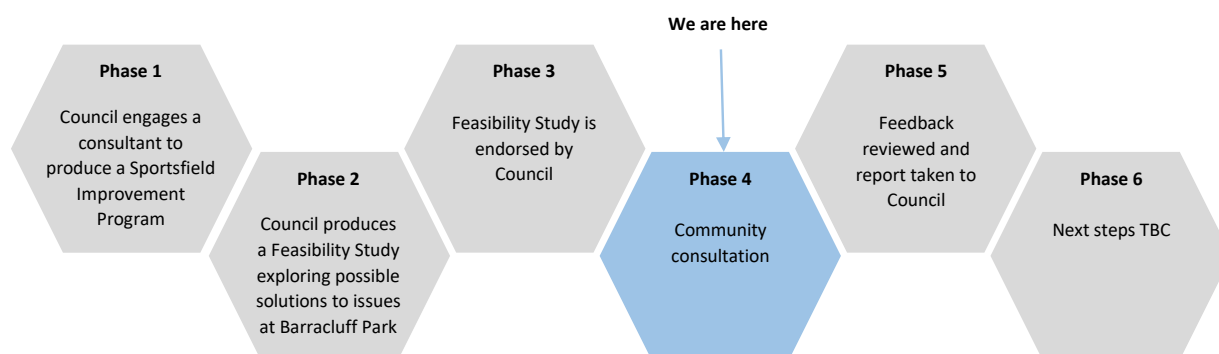 We are here
Phase 1
Council engages a
consultant to
produce a Sportsfield
Improvement
Program
Phase 2
Council produces
a Feasibility Study
exploring possible
solutions to issues
at Barracluff Park
Phase 3
Feasibility Study is
endorsed by
Council
Phase 4
Community
consultation
Phase 5
Feedback
reviewed and
report taken to
Council
Phase 6
Next steps TBC